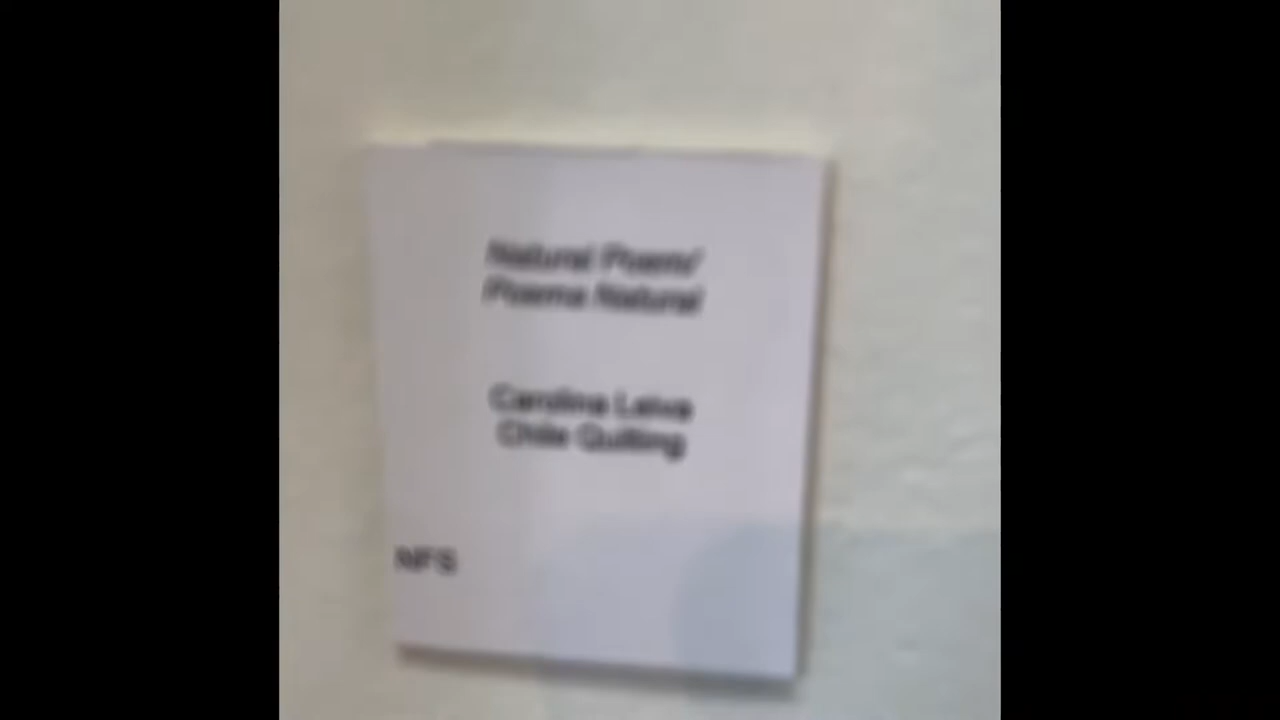 Natural Poem/
Poema Natural
Carolina Leiva
Chile Quilting
NFS